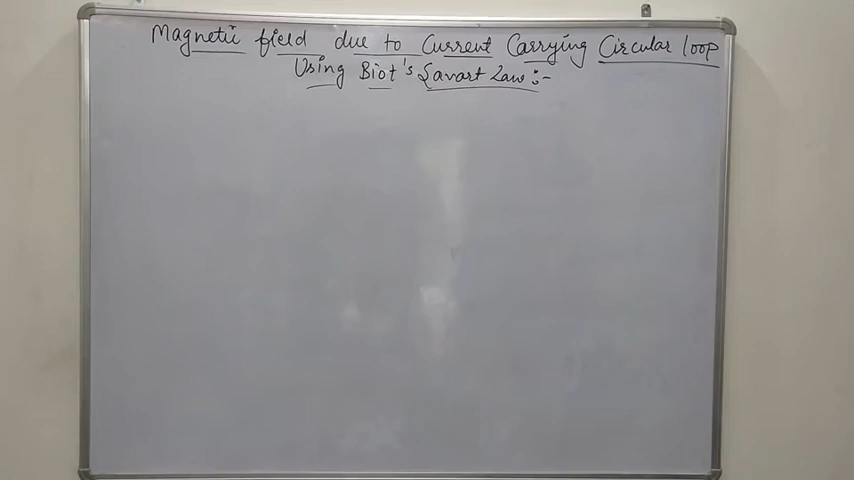 Magnetic field due to Current Carrying Circular loop
Using Biot's Savart Law :-